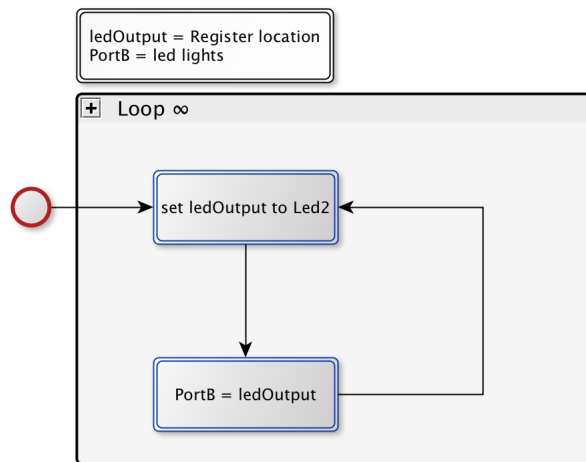 ledOutput = Register location
PortB = led lights
Loop ∞
set ledOutput to Led2
PortB = ledOutput